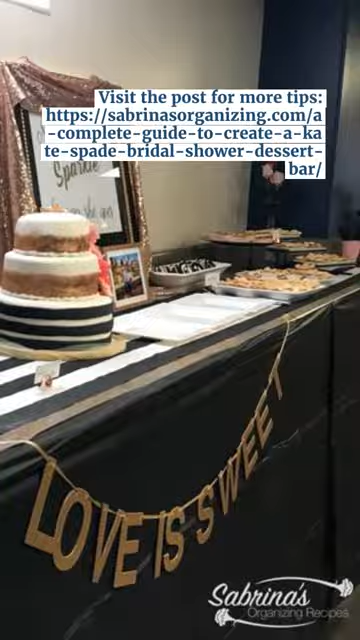 Visit the post for more tips:
https://sabrinasorganizing.com/a
-complete-guide-to-create-a-ka
te-spade-bridal-shower-dessert-
bar/
Sparkle
LOVE IS SWEET
Sabrina's
Organizing Recipes